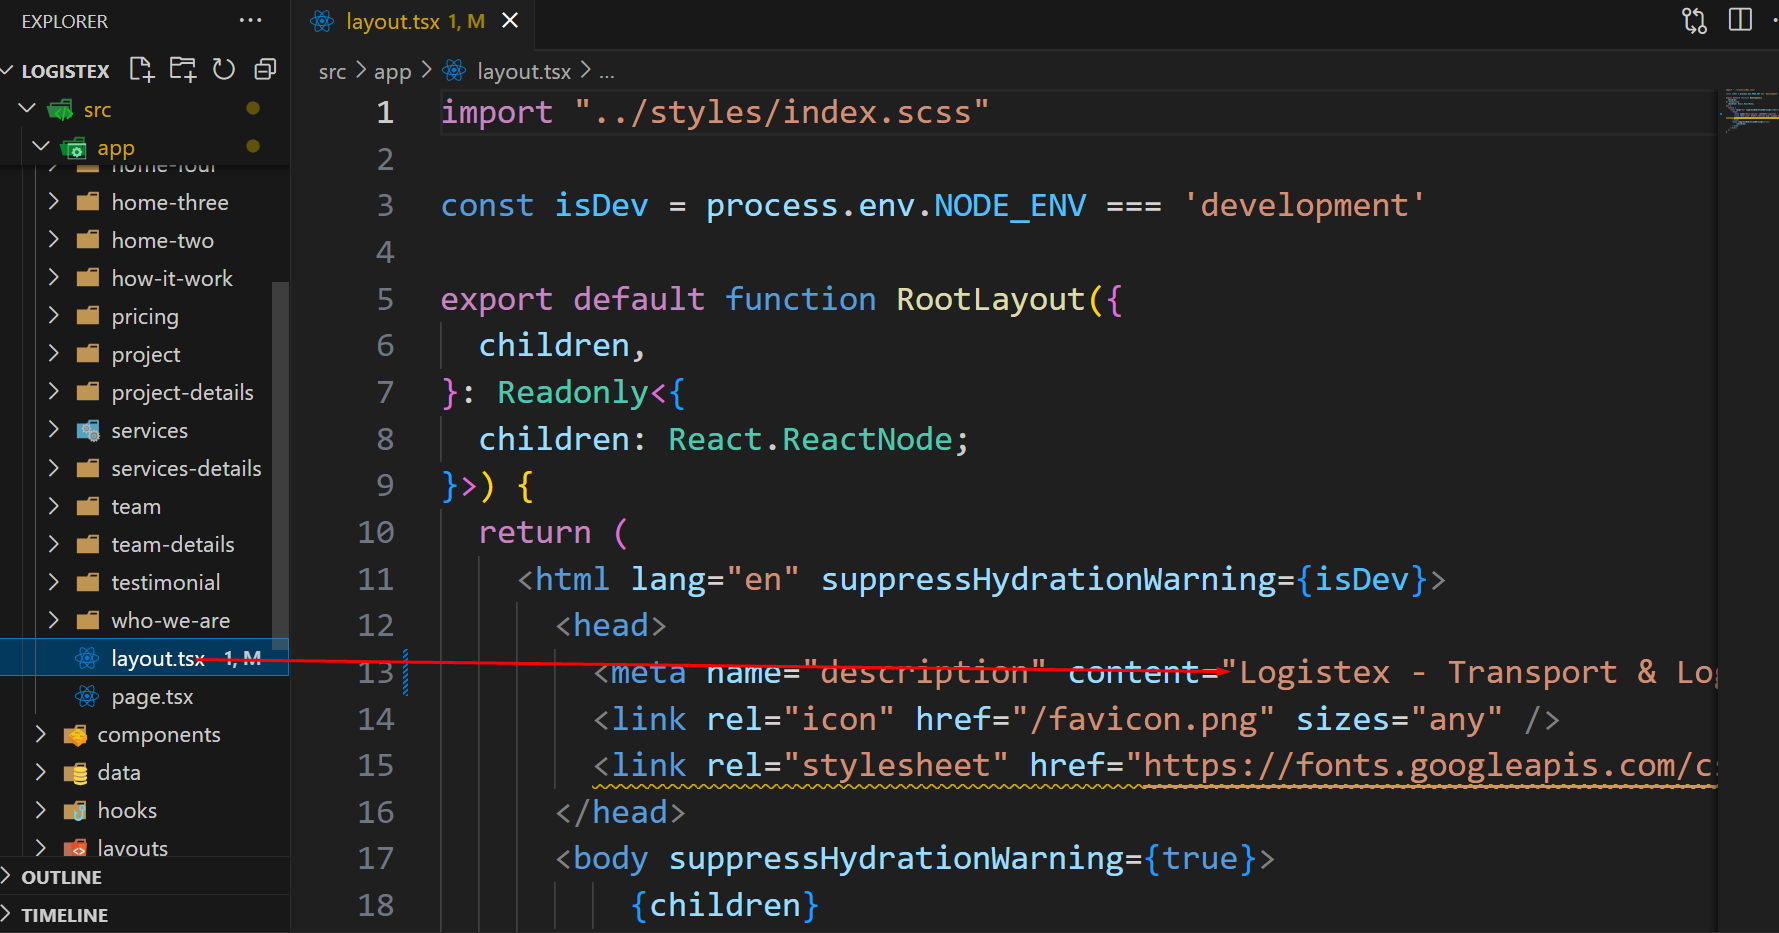 EXPLORER
LOGISTEX
src
app
home-four
home-three
home-two
how-it-work
pricing
project
project-details
services
services-details
team
team-details
testimonial
who-we-are
layout.tsx 1, M
page.tsx
components
data
hooks
layouts
OUTLINE
TIMELINE
layout.tsx 1, M
src > app > layout.tsx > ...
1 import "../styles/index.scss"
2
3 const isDev = process.env.NODE_ENV === 'development'
4
5 export default function RootLayout({
6 children,
7 }: Readonly<{
8 children: React.ReactNode;
9 }>) {
10 return (
11 <html lang="en" suppressHydrationWarning={isDev}>
12 <head>
13 <meta name="description" content="Logistex - Transport & Log
14 <link rel="icon" href="/favicon.png" sizes="any" />
15 <link rel="stylesheet" href="https://fonts.googleapis.com/cs
16 </head>
17 <body suppressHydrationWarning={true}>
18 {children}